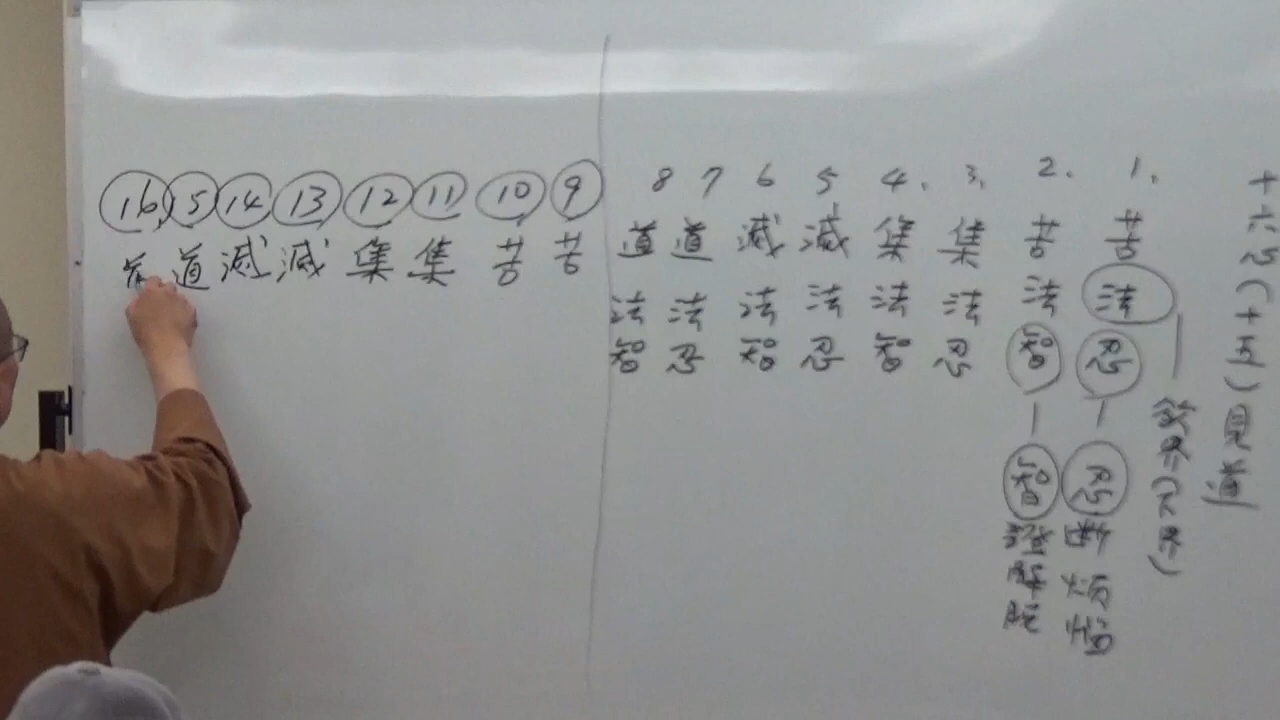 十六心(十五)見道
1. 苦法忍 — 忍斷煩惱
欲界(下界)
2. 苦法智 — 智證解脫
3. 集法忍
4. 集法智
5 滅法忍
6 滅法智
7 道法忍
8 道法智
⑨ 苦
⑩ 苦
⑪ 集
⑫ 集
⑬ 滅
⑭ 滅
⑮ 道
⑯